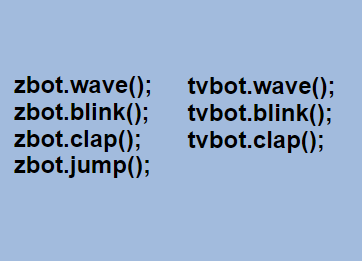 zbot.wave();
zbot.blink();
zbot.clap();
zbot.jump();
tvbot.wave();
tvbot.blink();
tvbot.clap();